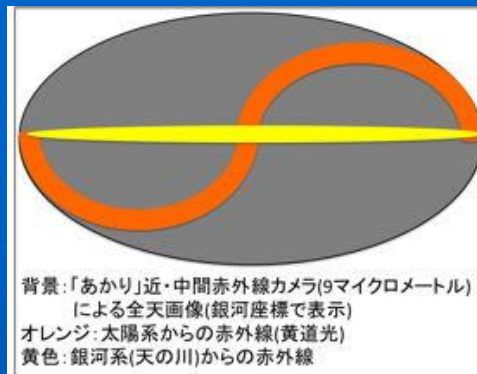 背景:「あかり」近・中間赤外線カメラ(9マイクロメートル)
による全天画像(銀河座標で表示)
オレンジ:太陽系からの赤外線(黄道光)
黄色:銀河系(天の川)からの赤外線